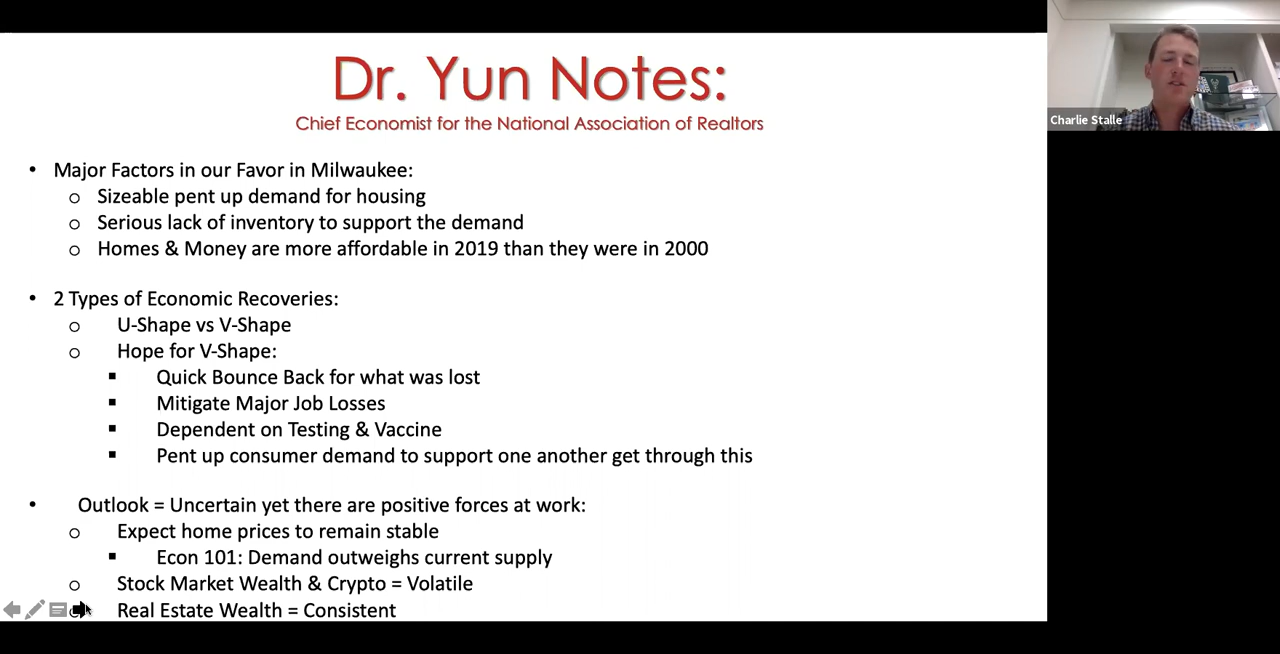 Dr. Yun Notes:
Chief Economist for the National Association of Realtors
Charlie Stalle
• Major Factors in our Favor in Milwaukee:
o Sizeable pent up demand for housing
o Serious lack of inventory to support the demand
o Homes & Money are more affordable in 2019 than they were in 2000
• 2 Types of Economic Recoveries:
o U-Shape vs V-Shape
o Hope for V-Shape:
▪ Quick Bounce Back for what was lost
▪ Mitigate Major Job Losses
▪ Dependent on Testing & Vaccine
▪ Pent up consumer demand to support one another get through this
• Outlook = Uncertain yet there are positive forces at work:
o Expect home prices to remain stable
▪ Econ 101: Demand outweighs current supply
o Stock Market Wealth & Crypto = Volatile
o Real Estate Wealth = Consistent